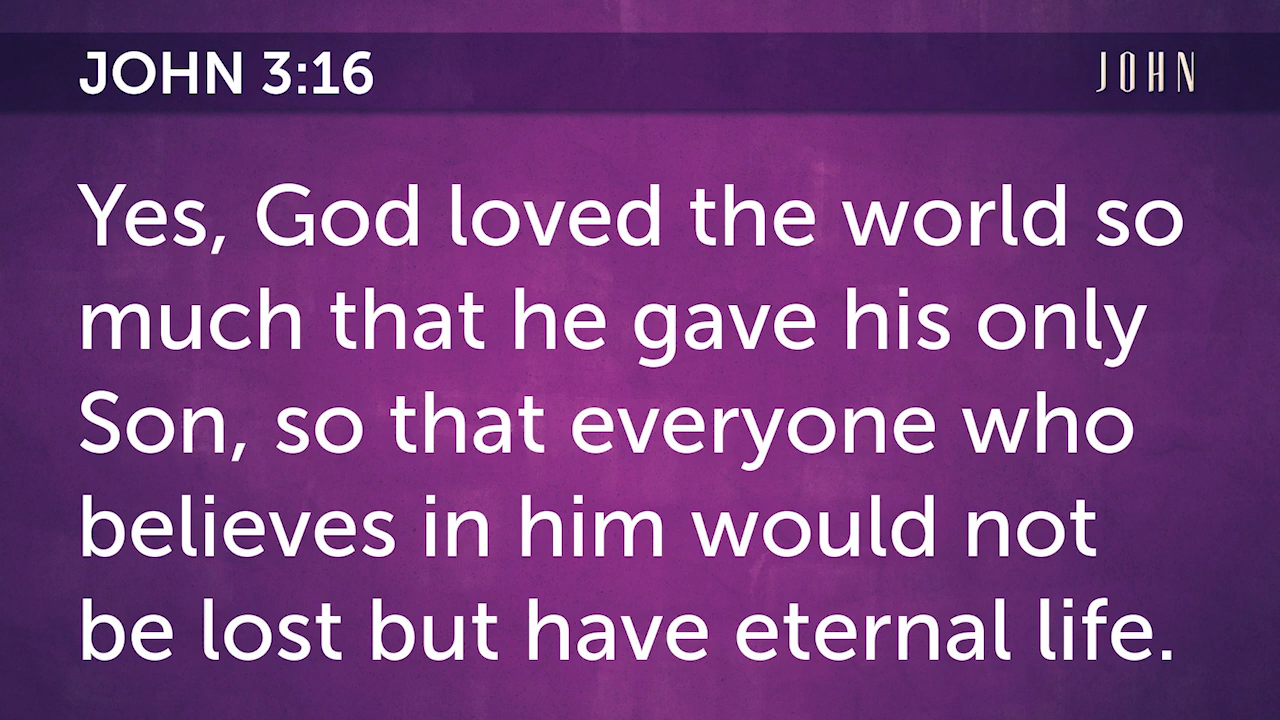 JOHN 3:16
JOHN
Yes, God loved the world so
much that he gave his only
Son, so that everyone who
believes in him would not
be lost but have eternal life.